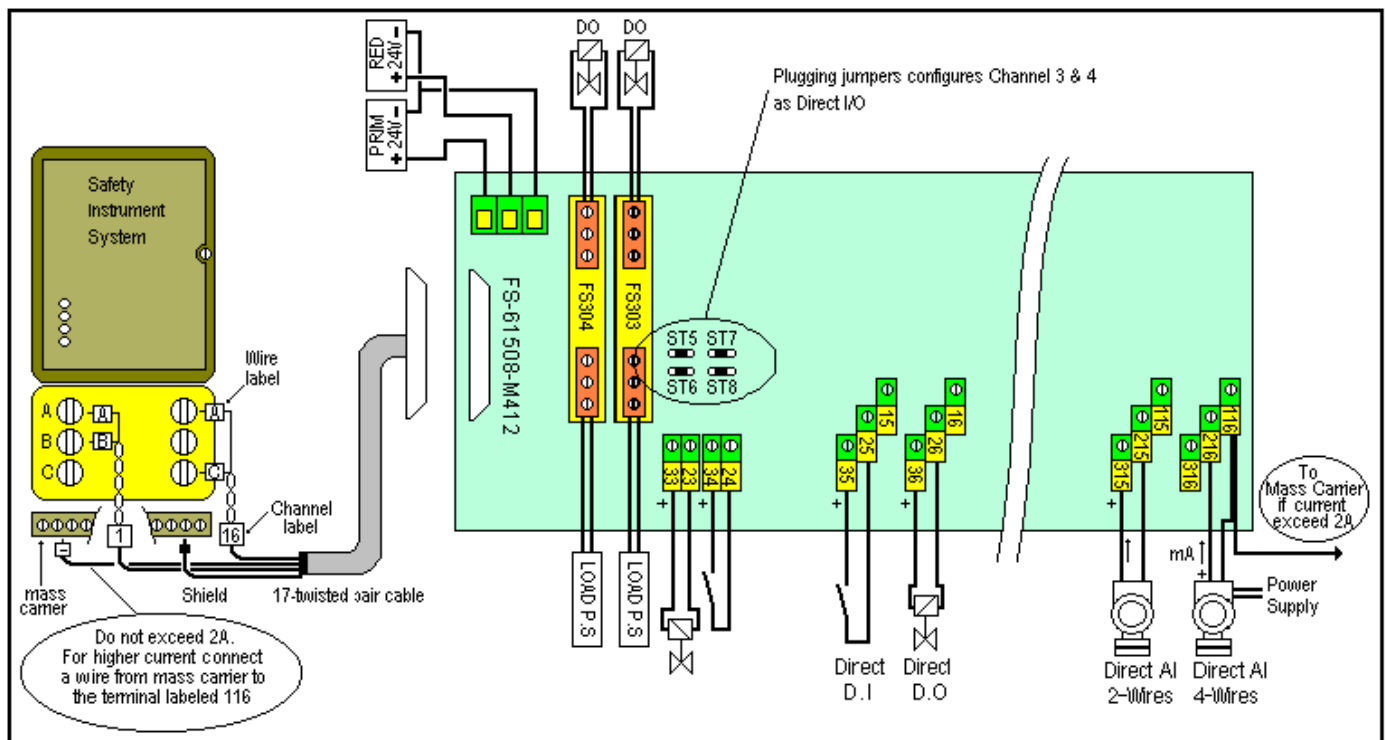 RED
24V
-
+
PRIM
24V
-
+
DO
DO
Plugging jumpers configures Channel 3 & 4
as Direct I/O
Safety
Instrument
System
FS-61508-M412
FS304
FS303
ST5 ST7
ST6 ST8
Wire
label
A
B
C
A
B
A
C
1
16
Channel
label
mass
carrier
Shield
17-twisted pair cable
Do not exceed 2A.
For higher current connect
a wire from mass carrier to
the terminal labeled 116
LOAD P.S
LOAD P.S
33
23
34
24
+
+
35
25
15
+
36
26
16
+
315
215
115
+
316
216
116
mA
+
To
Mass Carrier
if current
exceed 2A
Power
Supply
Direct
D.I
Direct
D.O
Direct AI
2-Wires
Direct AI
4-Wires